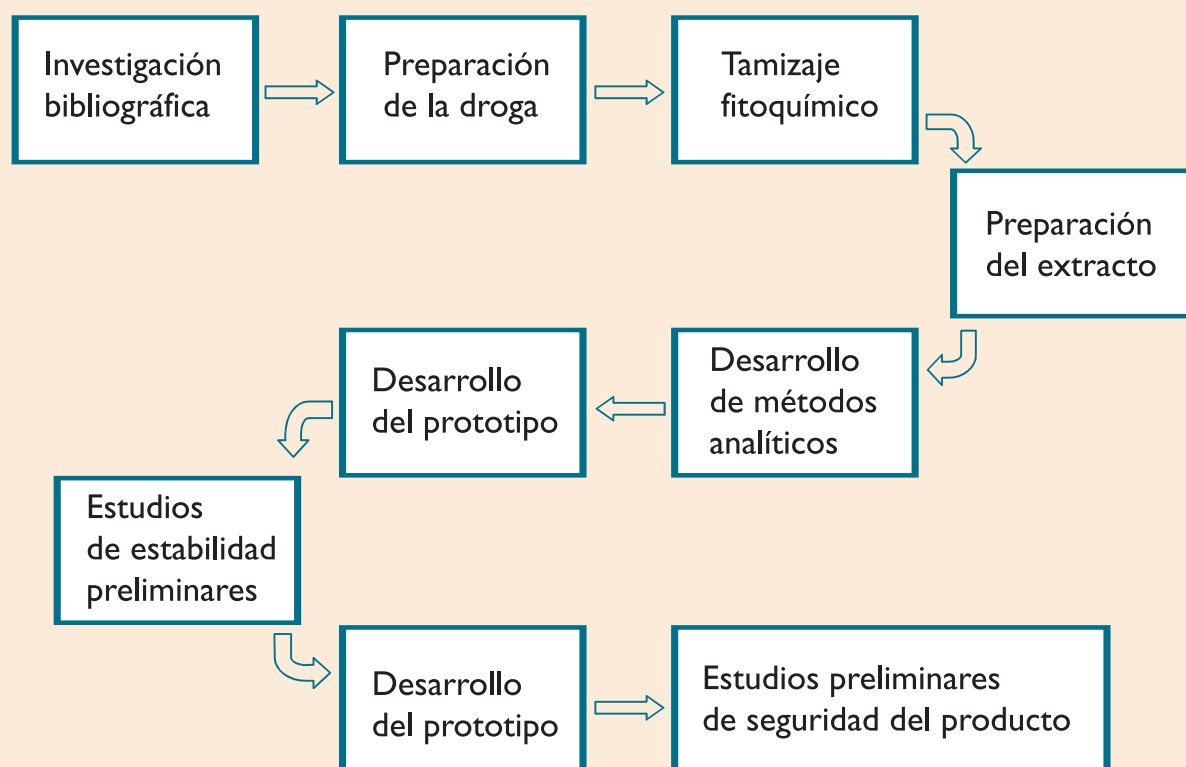 Investigación
bibliográfica
Preparación
de la droga
Tamizaje
fitoquímico
Preparación
del extracto
Desarrollo
de métodos
analíticos
Desarrollo
del prototipo
Estudios
de estabilidad
preliminares
Desarrollo
del prototipo
Estudios preliminares
de seguridad del producto